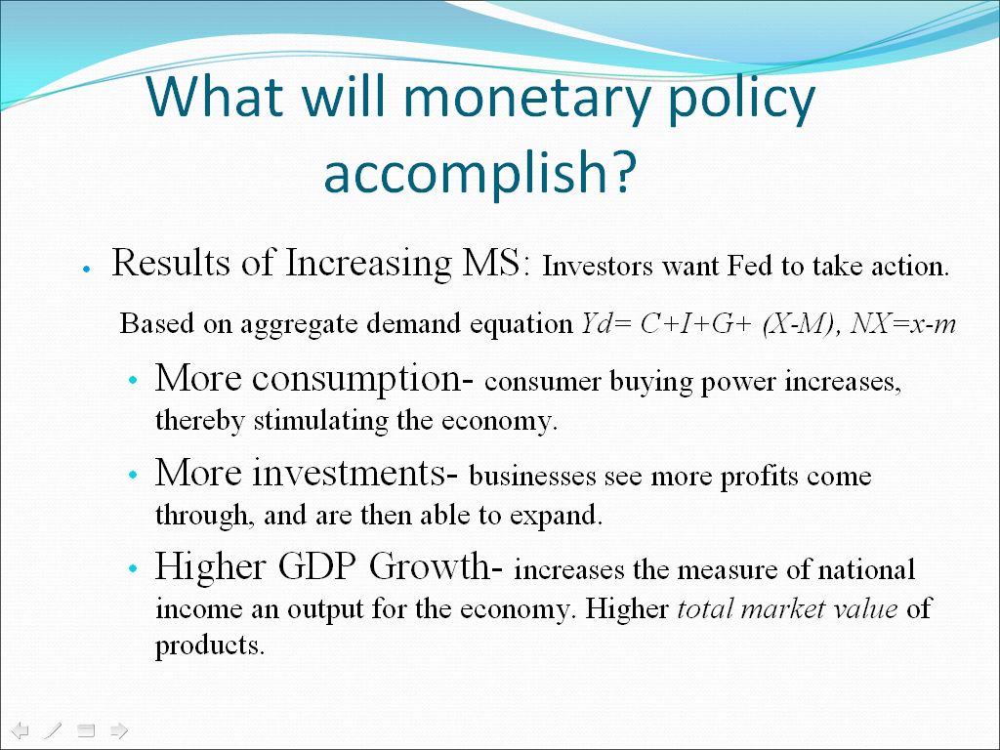 What will monetary policy
accomplish?
• Results of Increasing MS: Investors want Fed to take action.
Based on aggregate demand equation Yd= C+I+G+ (X-M), NX=x-m
• More consumption- consumer buying power increases,
thereby stimulating the economy.
• More investments- businesses see more profits come
through, and are then able to expand.
• Higher GDP Growth- increases the measure of national
income an output for the economy. Higher total market value of
products.